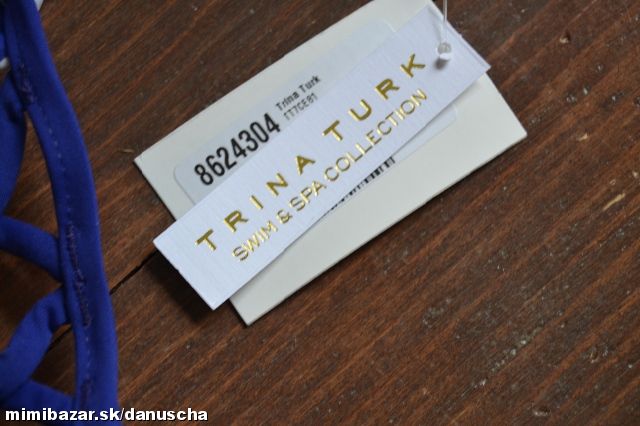 Trina Turk
8624304
TRINA TURK
SWIM & SPA COLLECTION
mimibazar.sk/danuscha